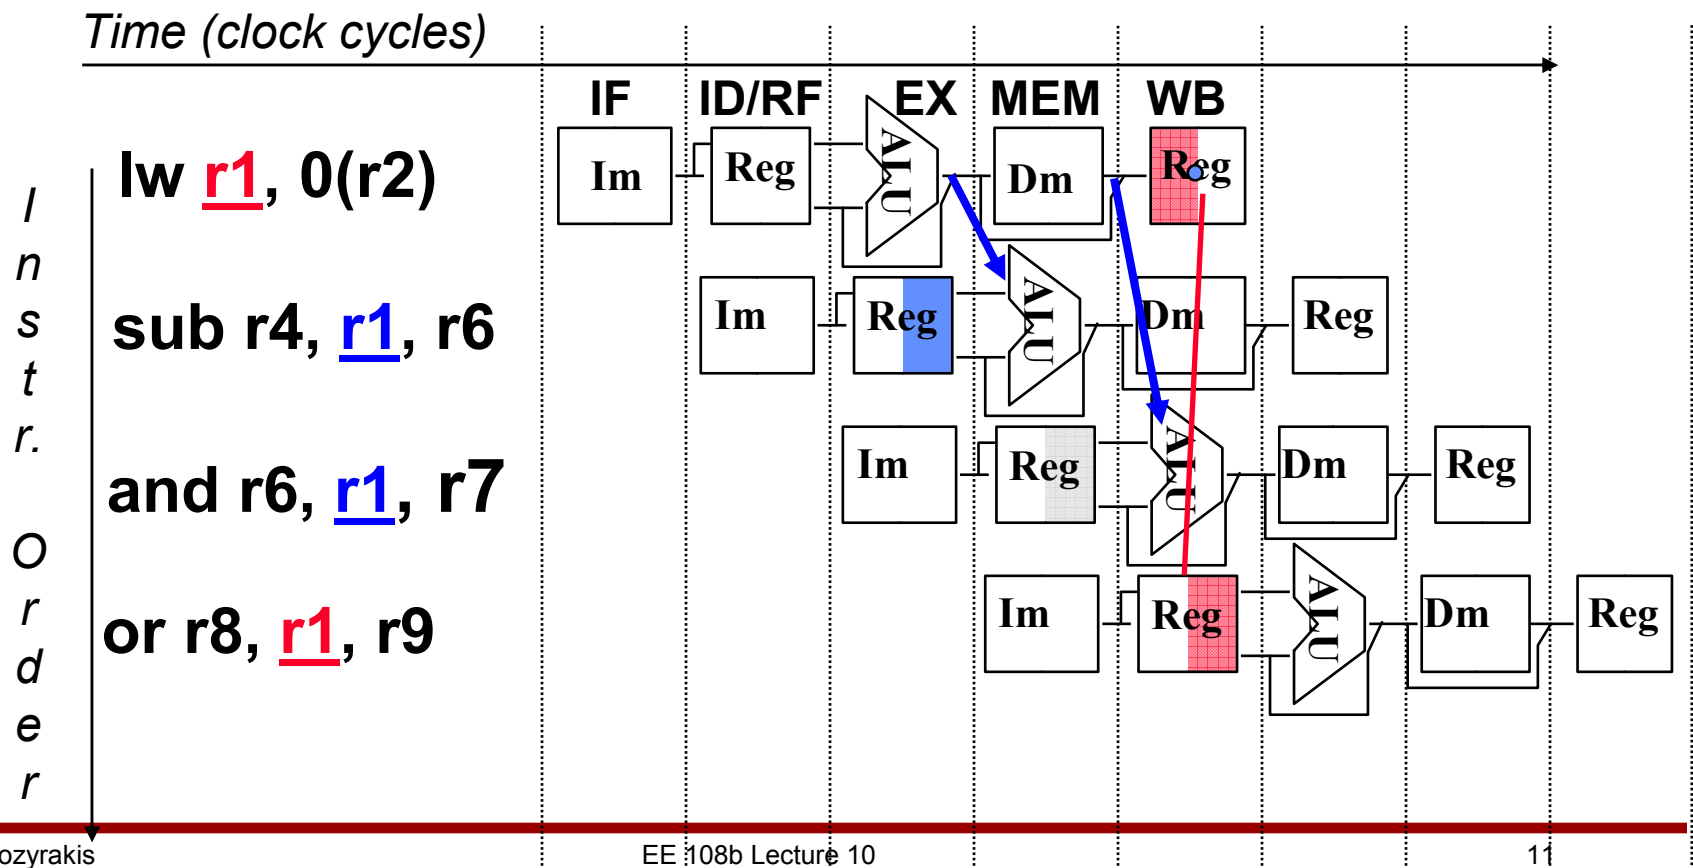 Time (clock cycles)
IF ID/RF EX MEM WB
Instr. Order
lw r1, 0(r2)
Im Reg ALU Dm Reg
sub r4, r1, r6
Im Reg ALU Dm Reg
and r6, r1, r7
Im Reg ALU Dm Reg
or r8, r1, r9
Im Reg ALU Dm Reg
ozyrakis
EE 108b Lecture 10
11